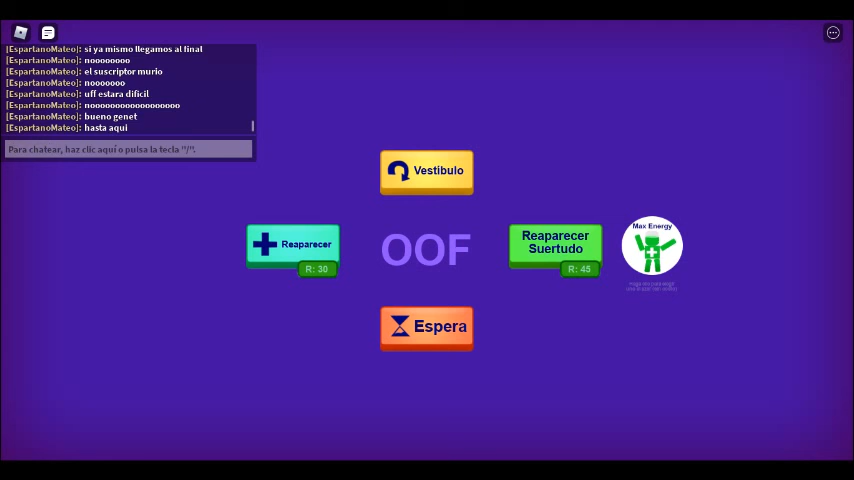 [EspartanoMateo]: si ya mismo llegamos al final
[EspartanoMateo]: noooooooo
[EspartanoMateo]: el suscriptor murio
[EspartanoMateo]: nooooooo
[EspartanoMateo]: uff estara dificil
[EspartanoMateo]: nooooooooooooooooooo
[EspartanoMateo]: bueno genet
[EspartanoMateo]: hasta aqui
Para chatear, haz clic aquí o pulsa la tecla "/".
Vestíbulo
Reaparecer
R: 30
OOF
Reaparecer
Suertudo
R: 45
Max Energy
Espera